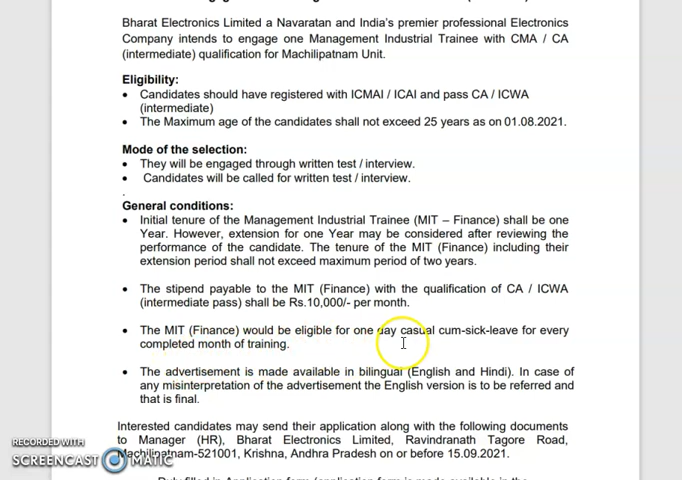 Bharat Electronics Limited a Navaratan and India's premier professional Electronics
Company intends to engage one Management Industrial Trainee with CMA / CA
(intermediate) qualification for Machilipatnam Unit.
Eligibility:
• Candidates should have registered with ICMAI / ICAI and pass CA / ICWA
(intermediate)
• The Maximum age of the candidates shall not exceed 25 years as on 01.08.2021.
Mode of the selection:
• They will be engaged through written test / interview.
• Candidates will be called for written test / interview.
.
General conditions:
• Initial tenure of the Management Industrial Trainee (MIT – Finance) shall be one
Year. However, extension for one Year may be considered after reviewing the
performance of the candidate. The tenure of the MIT (Finance) including their
extension period shall not exceed maximum period of two years.
• The stipend payable to the MIT (Finance) with the qualification of CA / ICWA
(intermediate pass) shall be Rs.10,000/- per month.
• The MIT (Finance) would be eligible for one day casual cum-sick-leave for every
completed month of training.
• The advertisement is made available in bilingual (English and Hindi). In case of
any misinterpretation of the advertisement the English version is to be referred and
that is final.
Interested candidates may send their application along with the following documents
to Manager (HR), Bharat Electronics Limited, Ravindranath Tagore Road,
Machilipatnam-521001, Krishna, Andhra Pradesh on or before 15.09.2021.
RECORDED WITH
SCREENCAST MATIC